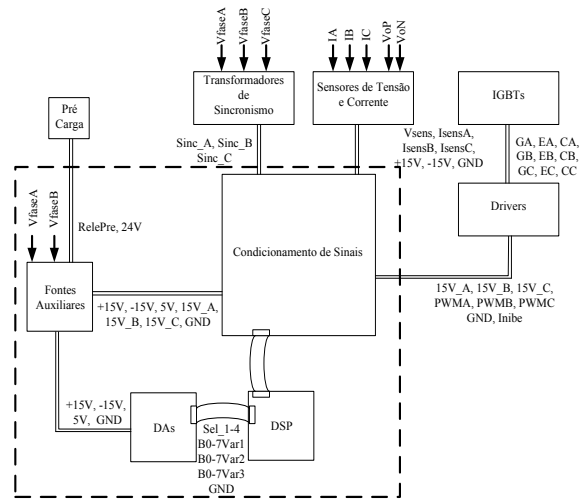 VfaseA
VfaseB
VfaseC
IA
IB
IC
VoP
VoN
Transformadores
de
Sincronismo
Sensores de Tensão
e Corrente
IGBTs
Pré
Carga
Sinc_A, Sinc_B
Sinc_C
Vsens, IsensA,
IsensB, IsensC,
+15V, -15V, GND
GA, EA, CA,
GB, EB, CB,
GC, EC, CC
VfaseA
VfaseB
RelePre, 24V
Drivers
Condicionamento de Sinais
Fontes
Auxiliares
+15V, -15V, 5V, 15V_A,
15V_B, 15V_C, GND
15V_A, 15V_B, 15V_C,
PWMA, PWMB, PWMC
GND, Inibe
+15V, -15V,
5V, GND
DAs
DSP
Sel_1-4
B0-7Var1
B0-7Var2
B0-7Var3
GND